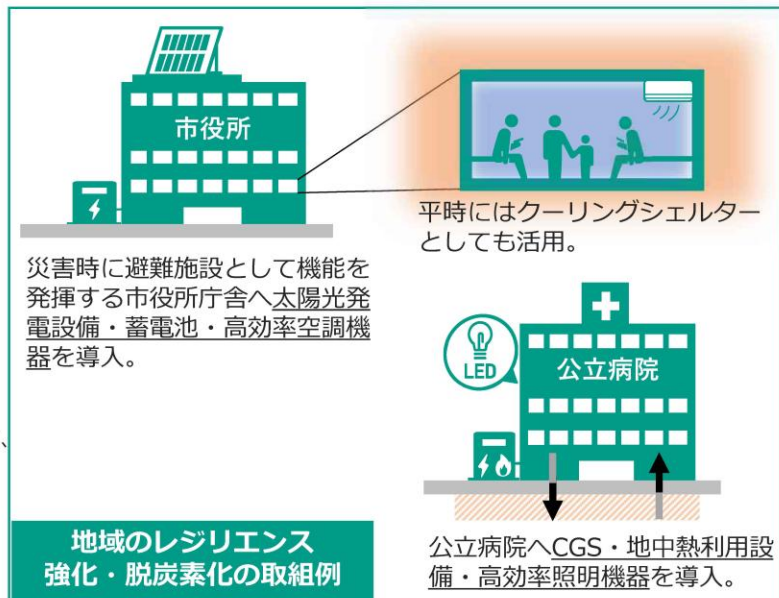 市役所
平時にはクーリングシェルター
としても活用。
災害時に避難施設として機能を
発揮する市役所庁舎へ太陽光発
電設備・蓄電池・高効率空調機
器を導入。
LED
公立病院
、
公立病院へCGS・地中熱利用設
備・高効率照明機器を導入。
地域のレジリエンス
強化・脱炭素化の取組例